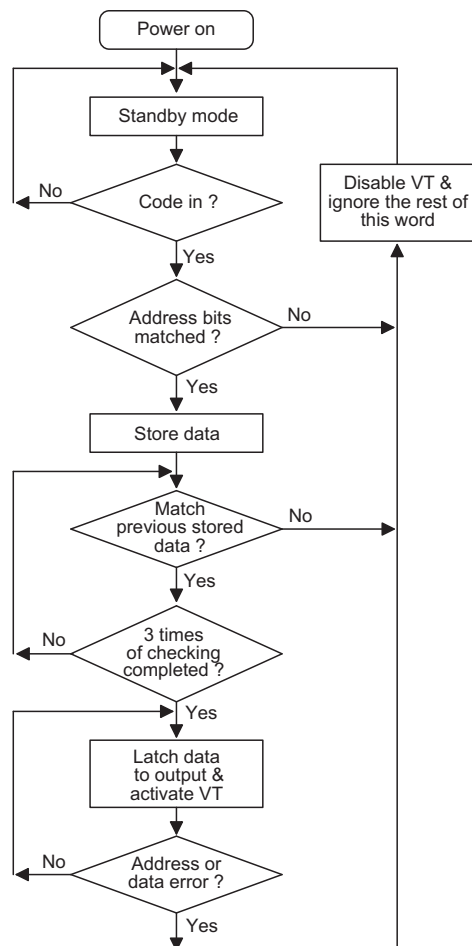 Power on
Standby mode
No
Code in ?
Disable VT &
ignore the rest of
this word
Yes
Address bits
matched ?
No
Yes
Store data
Match
previous stored
data ?
No
Yes
No
3 times
of checking
completed ?
Yes
Latch data
to output &
activate VT
No
Address or
data error ?
Yes